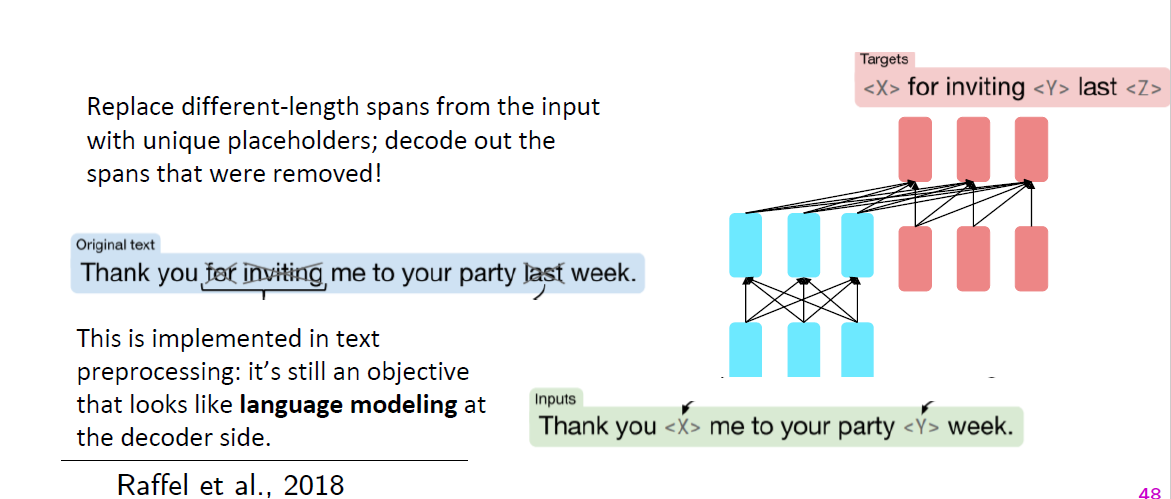 Targets
<X> for inviting <Y> last <Z>
Replace different-length spans from the input
with unique placeholders; decode out the
spans that were removed!
Original text
Thank you for inviting me to your party last week.
This is implemented in text
preprocessing: it's still an objective
that looks like language modeling at
the decoder side.
Inputs
Thank you <X> me to your party <Y> week.
Raffel et al., 2018
48